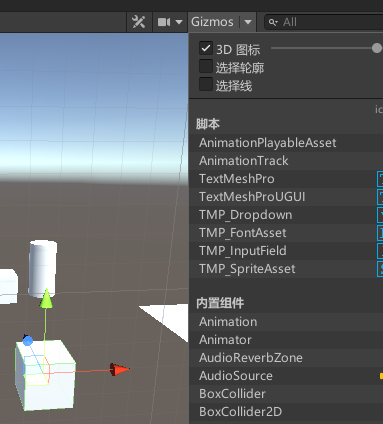 Gizmos
All
3D 图标
选择轮廓
选择线
ic
脚本
AnimationPlayableAsset
AnimationTrack
TextMeshPro
TextMeshProUGUI
TMP_Dropdown
TMP_FontAsset
TMP_InputField
TMP_SpriteAsset
内置组件
Animation
Animator
AudioReverbZone
AudioSource
BoxCollider
BoxCollider2D